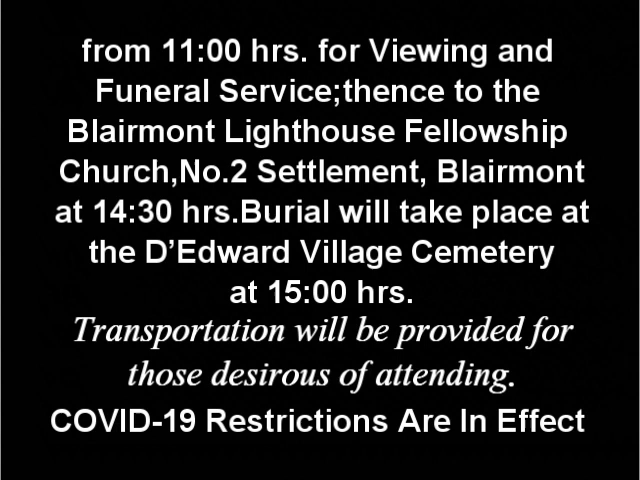 from 11:00 hrs. for Viewing and
Funeral Service;thence to the
Blairmont Lighthouse Fellowship
Church,No.2 Settlement, Blairmont
at 14:30 hrs.Burial will take place at
the D’Edward Village Cemetery
at 15:00 hrs.
Transportation will be provided for
those desirous of attending.
COVID-19 Restrictions Are In Effect